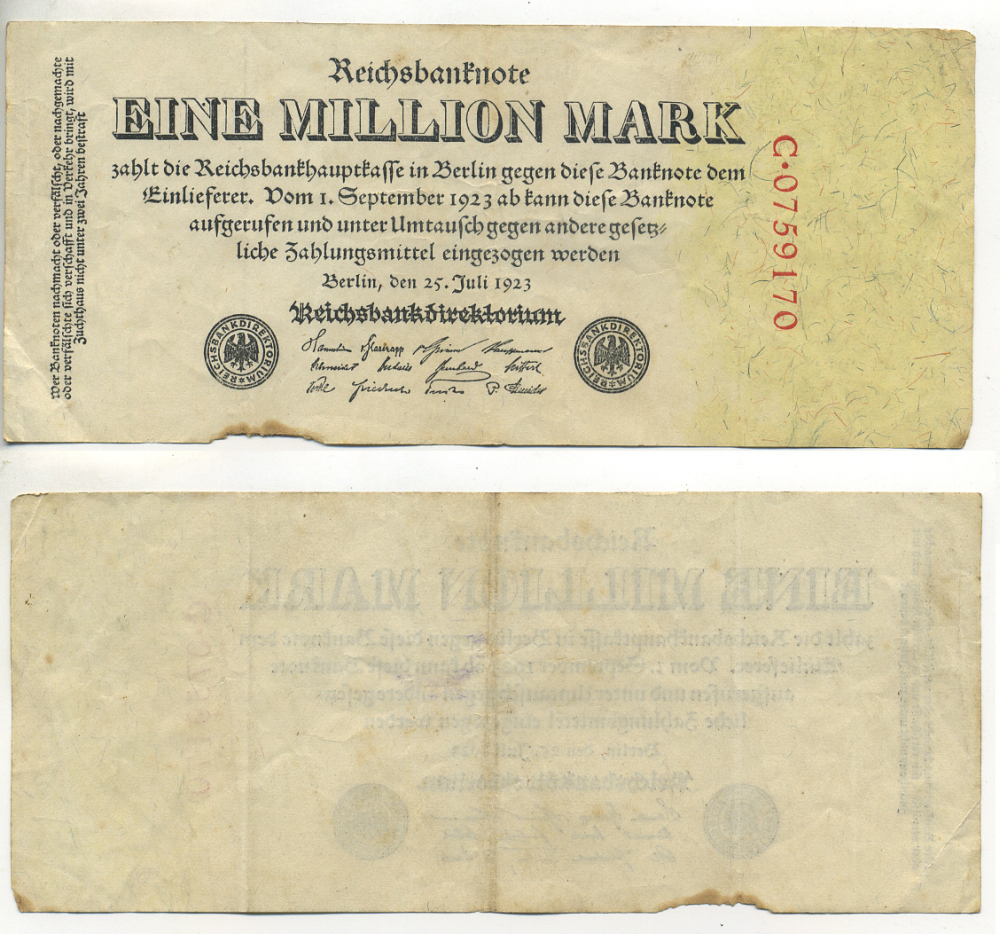 Reichsbanknote
EINE MILLION MARK
zahlt die Reichsbankhauptkasse in Berlin gegen diese Banknote dem
Einlieferer. Vom 1. September 1923 ab kann diese Banknote
aufgerufen und unter Umtausch gegen andere gesetz-
liche Zahlungsmittel eingezogen werden
Berlin, den 25. Juli 1923
Reichsbankdirektorium
REICHSBANKDIREKTORIUM
REICHSBANKDIREKTORIUM
Wer Banknoten nachmacht oder verfälscht, oder nachgemachte
oder verfälschte sich verschafft und in Verkehr bringt, wird mit
Zuchthaus nicht unter zwei Jahren bestraft
C·0759170